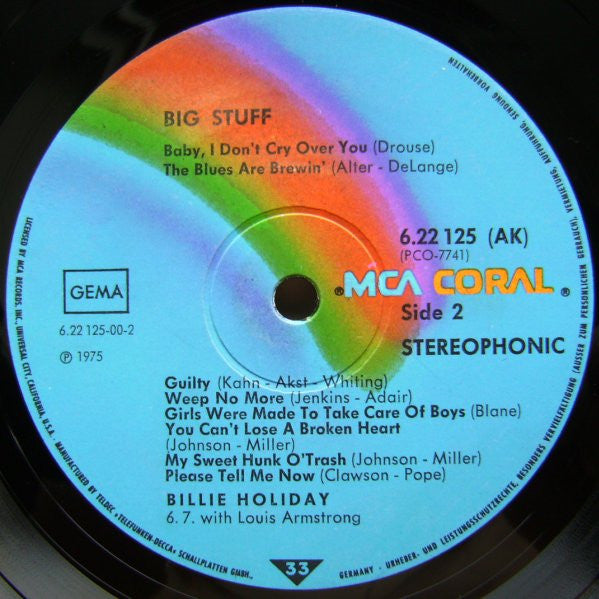 BIG STUFF
Baby, I Don't Cry Over You (Drouse)
The Blues Are Brewin' (Alter - DeLange)
6.22125 (AK)
(PCO-7741)
GEMA
® MCA CORAL ®
6.22125-00-2
Side 2
℗ 1975
STEREOPHONIC
Guilty (Kahn - Akst - Whiting)
Weep No More (Jenkins - Adair)
Girls Were Made To Take Care Of Boys (Blane)
You Can't Lose A Broken Heart
(Johnson - Miller)
My Sweet Hunk O'Trash (Johnson - Miller)
Please Tell Me Now (Clawson - Pope)
BILLIE HOLIDAY
6. 7. with Louis Armstrong
33
LICENSED BY MCA RECORDS, INC. UNIVERSAL CITY, CALIFORNIA, U.S.A. MANUFACTURED BY TELDEC »TELEFUNKEN-DECCA« SCHALLPLATTEN GMBH., GERMANY - URHEBER- UND LEISTUNGSSCHUTZRECHTE, BESONDERS VERVIELFÄLTIGUNG (AUSSER ZUM PERSÖNLICHEN GEBRAUCH), VERMIETUNG, AUFFÜHRUNG, SENDUNG VORBEHALTEN